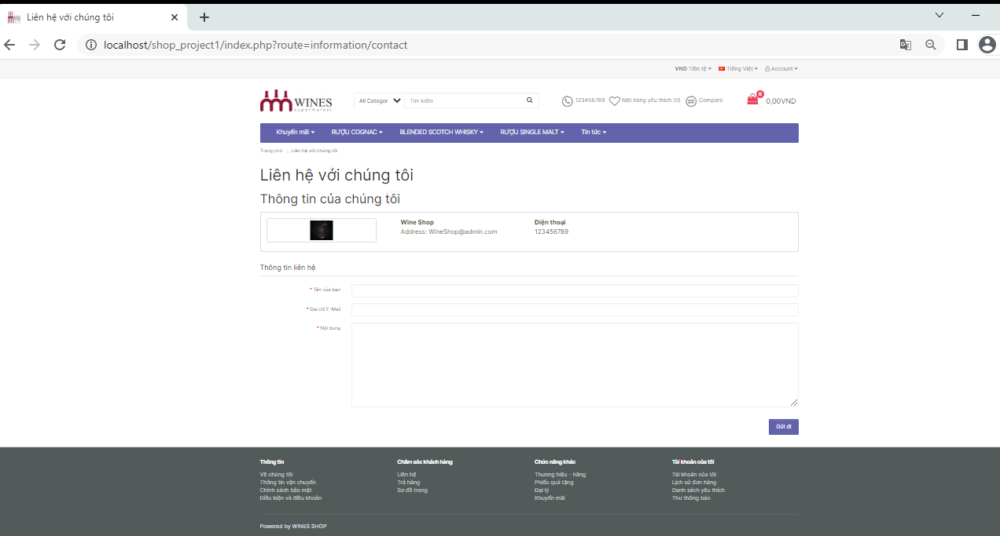 Liên hệ với chúng tôi
localhost/shop_project1/index.php?route=information/contact
VND Tiền tệ Tiếng Việt Account
WINES
supermarket
All Categor Tìm kiếm 123456789 Mặt hàng yêu thích (0) Compare 0 0,00VND
Khuyến mãi RƯỢU COGNAC BLENDED SCOTCH WHISKY RƯỢU SINGLE MALT Tin tức
Trang chủ Liên hệ với chúng tôi
Liên hệ với chúng tôi
Thông tin của chúng tôi
Wine Shop Điện thoại
Address: WineShop@admin.com 123456789
Thông tin liên hệ
* Tên của bạn
* Địa chỉ E-Mail
* Nội dung
Gửi đi
Thông tin Chăm sóc khách hàng Chức năng khác Tài khoản của tôi
Về chúng tôi Liên hệ Thương hiệu - hãng Tài khoản của tôi
Thông tin vận chuyển Trả hàng Phiếu quà tặng Lịch sử đơn hàng
Chính sách bảo mật Sơ đồ trang Đại lý Danh sách yêu thích
Điều kiện và điều khoản Khuyến mãi Thư thông báo
Powered by WINES SHOP